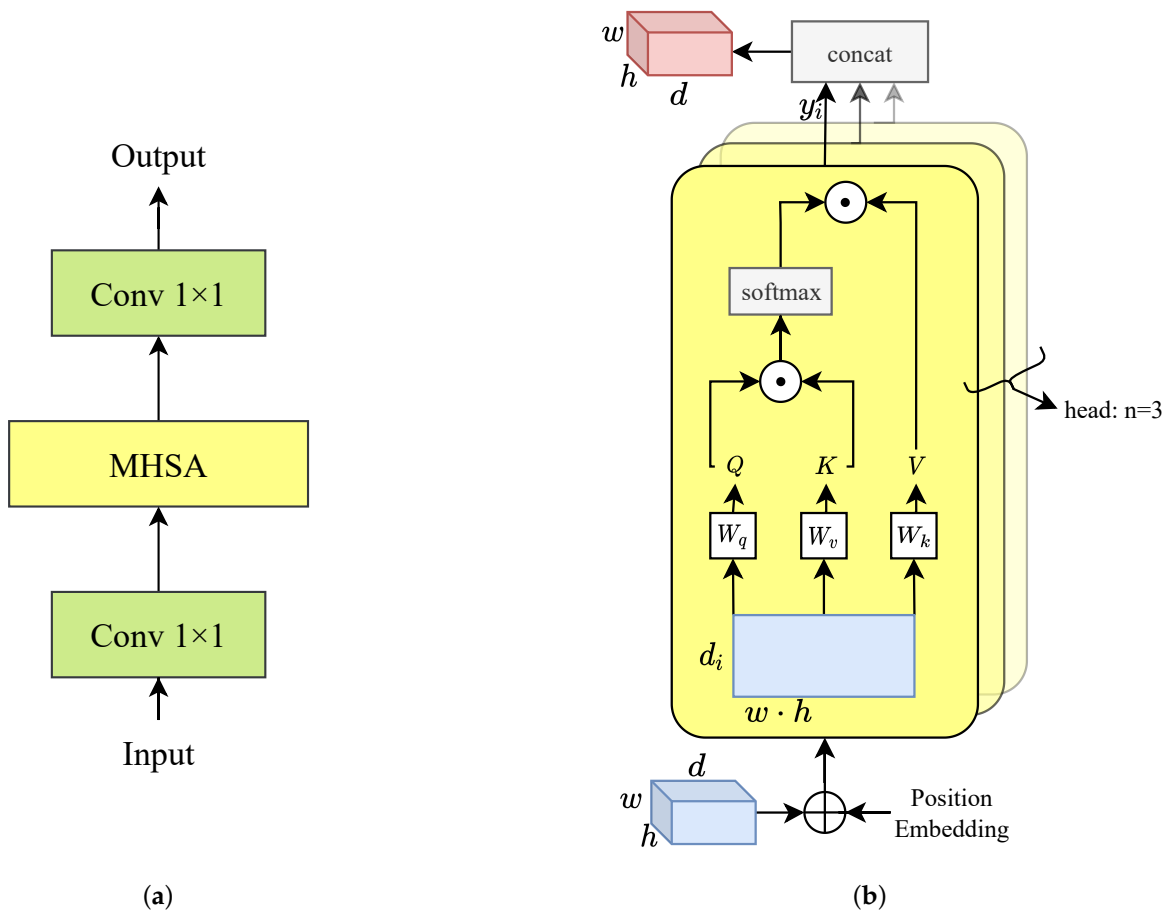 Output
Conv 1×1
MHSA
Conv 1×1
Input
(a)
w
h
d
concat
y_i
softmax
head: n=3
Q K V
W_q W_v W_k
d_i
w · h
d
w
h
Position
Embedding
(b)